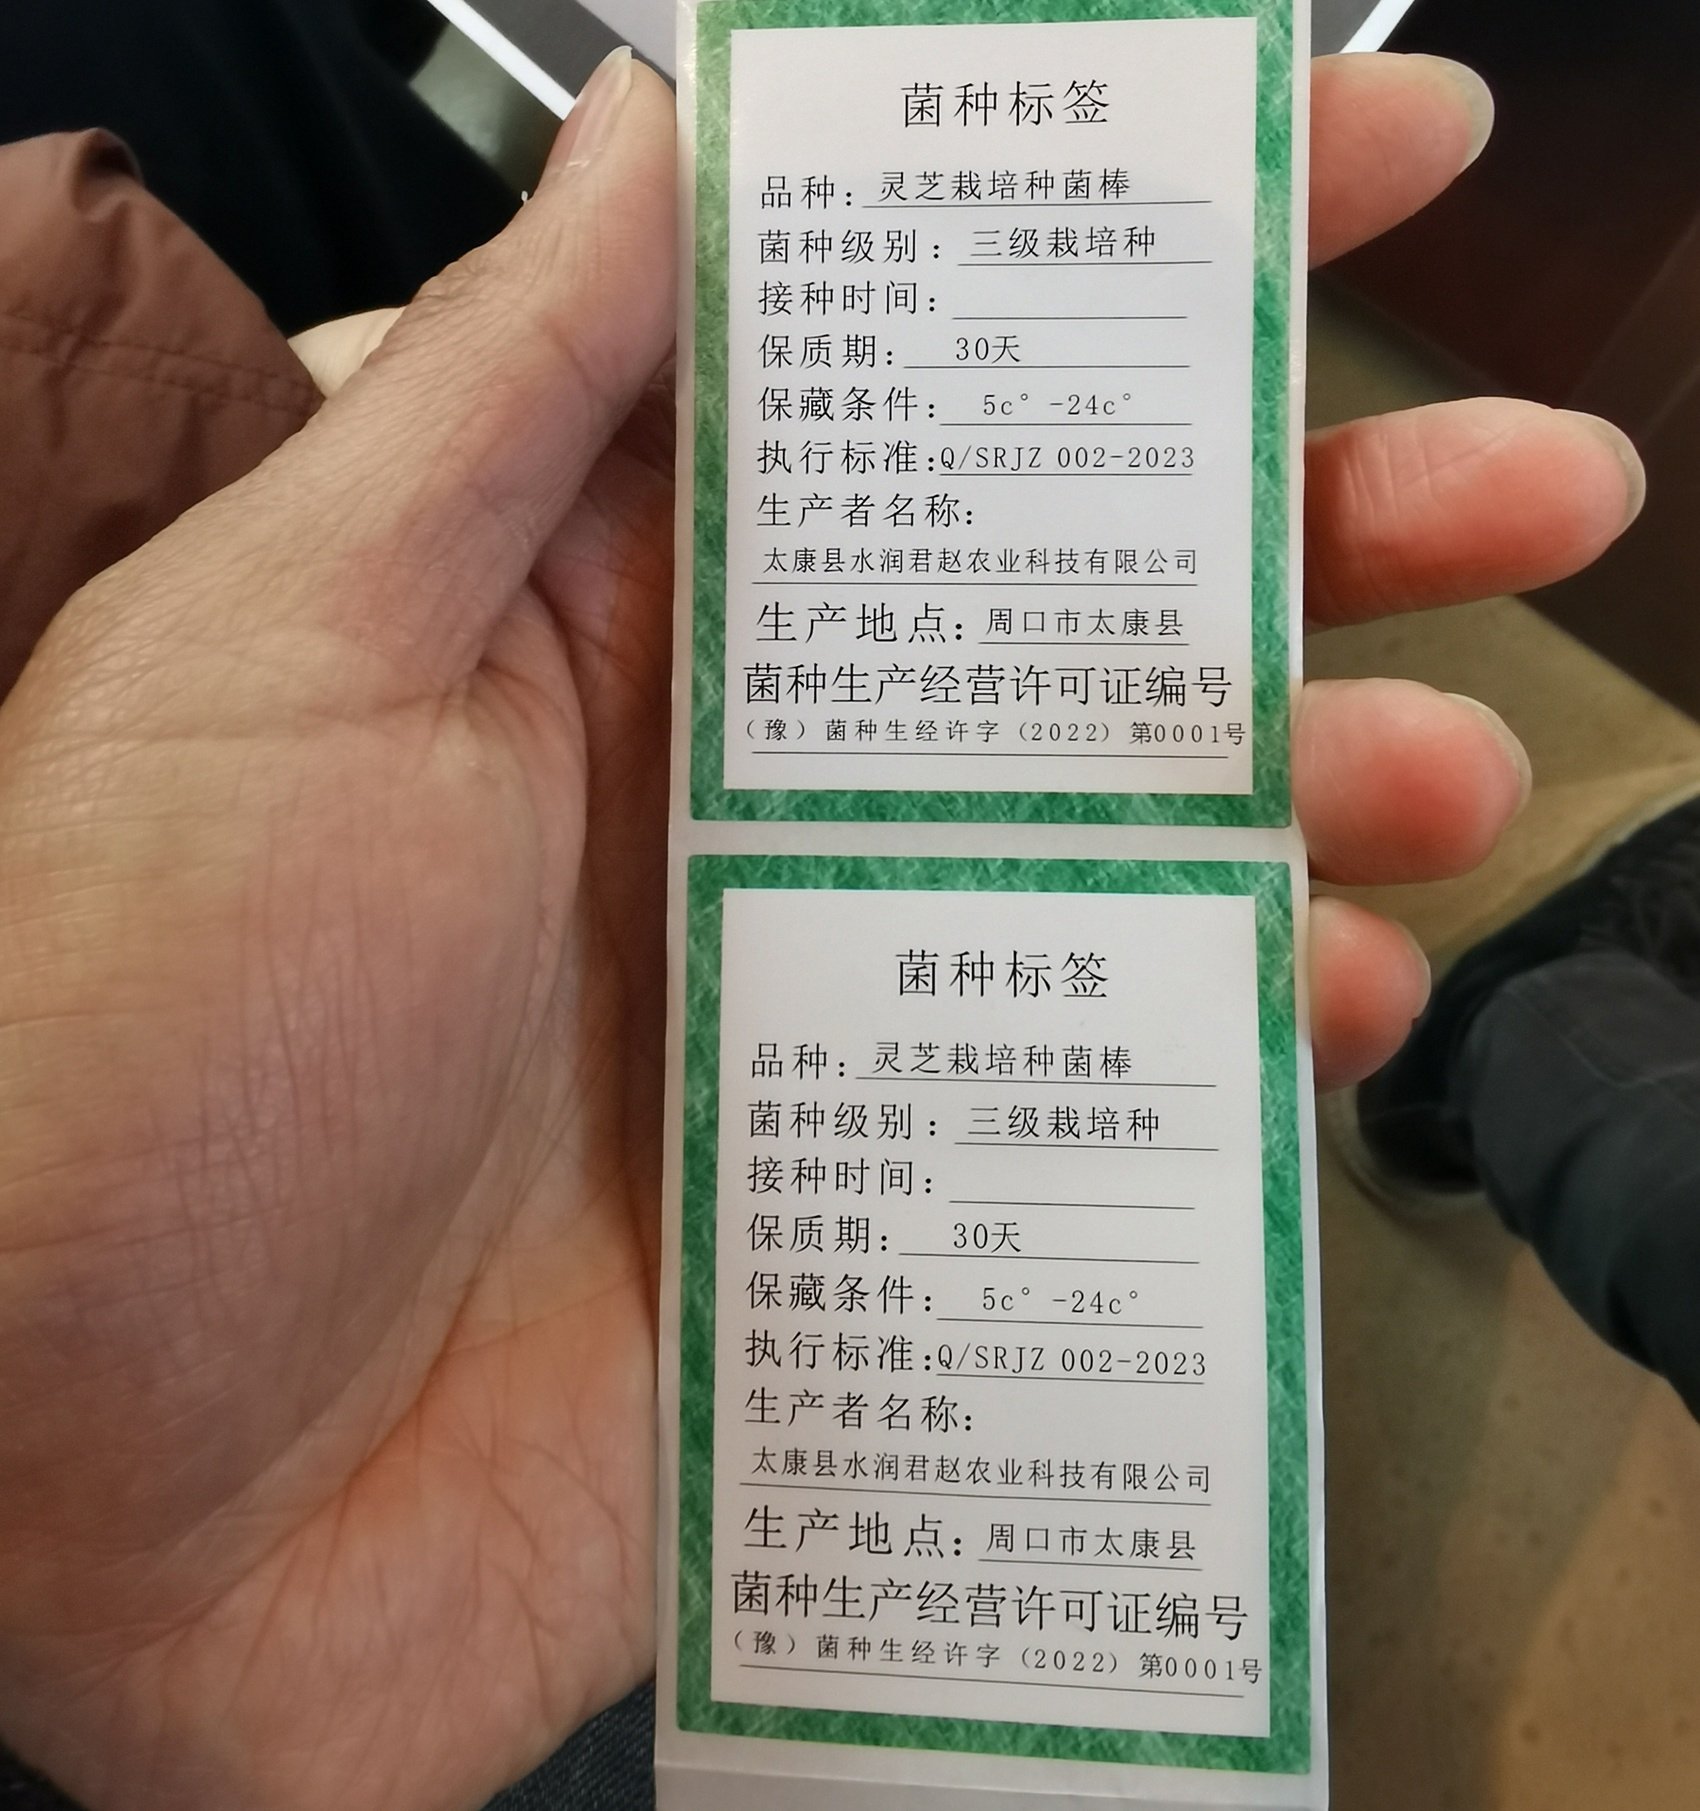 菌种标签
品种：灵芝栽培种菌棒
菌种级别：三级栽培种
接种时间：
保质期：30天
保藏条件：5c°-24c°
执行标准:Q/SRJZ 002-2023
生产者名称：
太康县水润君赵农业科技有限公司
生产地点：周口市太康县
菌种生产经营许可证编号
（豫）菌种生经许字（2022）第0001号
菌种标签
品种：灵芝栽培种菌棒
菌种级别：三级栽培种
接种时间：
保质期：30天
保藏条件：5c°-24c°
执行标准:Q/SRJZ 002-2023
生产者名称：
太康县水润君赵农业科技有限公司
生产地点：周口市太康县
菌种生产经营许可证编号
（豫）菌种生经许字（2022）第0001号